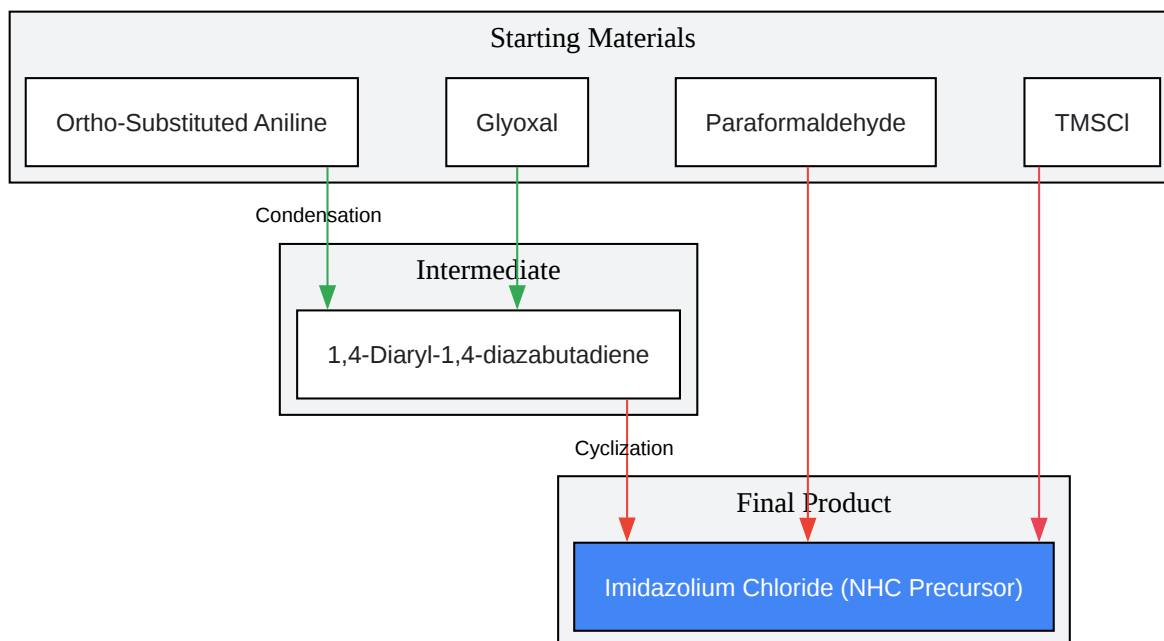 Starting Materials
Ortho-Substituted Aniline
Glyoxal
Paraformaldehyde
TMSCl
Condensation
Intermediate
1,4-Diaryl-1,4-diazabutadiene
Cyclization
Final Product
Imidazolium Chloride (NHC Precursor)